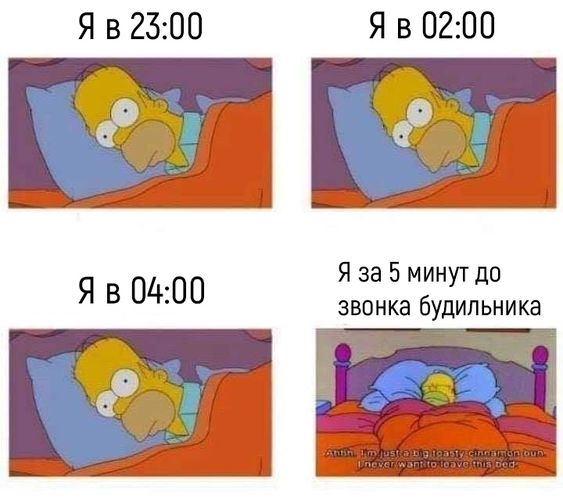 Я в 23:00
Я в 02:00
Я в 04:00
Я за 5 минут до
звонка будильника
Ahhh. I'm just a big toasty cinnamon bun.
I never want to leave this bed.